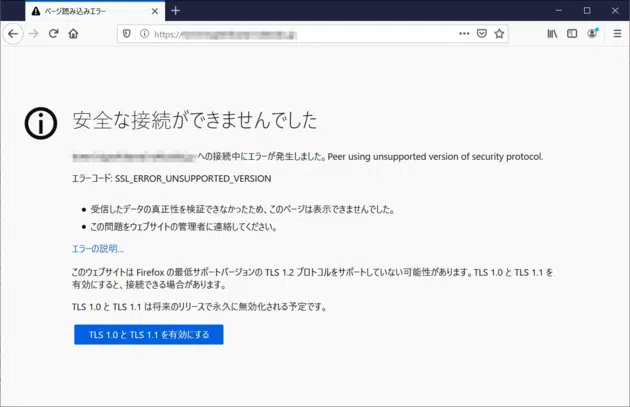 ページ読み込みエラー
https://
安全な接続ができませんでした
への接続中にエラーが発生しました。Peer using unsupported version of security protocol.
エラーコード: SSL_ERROR_UNSUPPORTED_VERSION
受信したデータの真正性を検証できなかったため、このページは表示できませんでした。
この問題をウェブサイトの管理者に連絡してください。
エラーの説明...
このウェブサイトは Firefox の最低サポートバージョンの TLS 1.2 プロトコルをサポートしていない可能性があります。TLS 1.0 と TLS 1.1 を
有効にすると、接続できる場合があります。
TLS 1.0 と TLS 1.1 は将来のリリースで永久に無効化される予定です。
TLS 1.0 と TLS 1.1 を有効にする